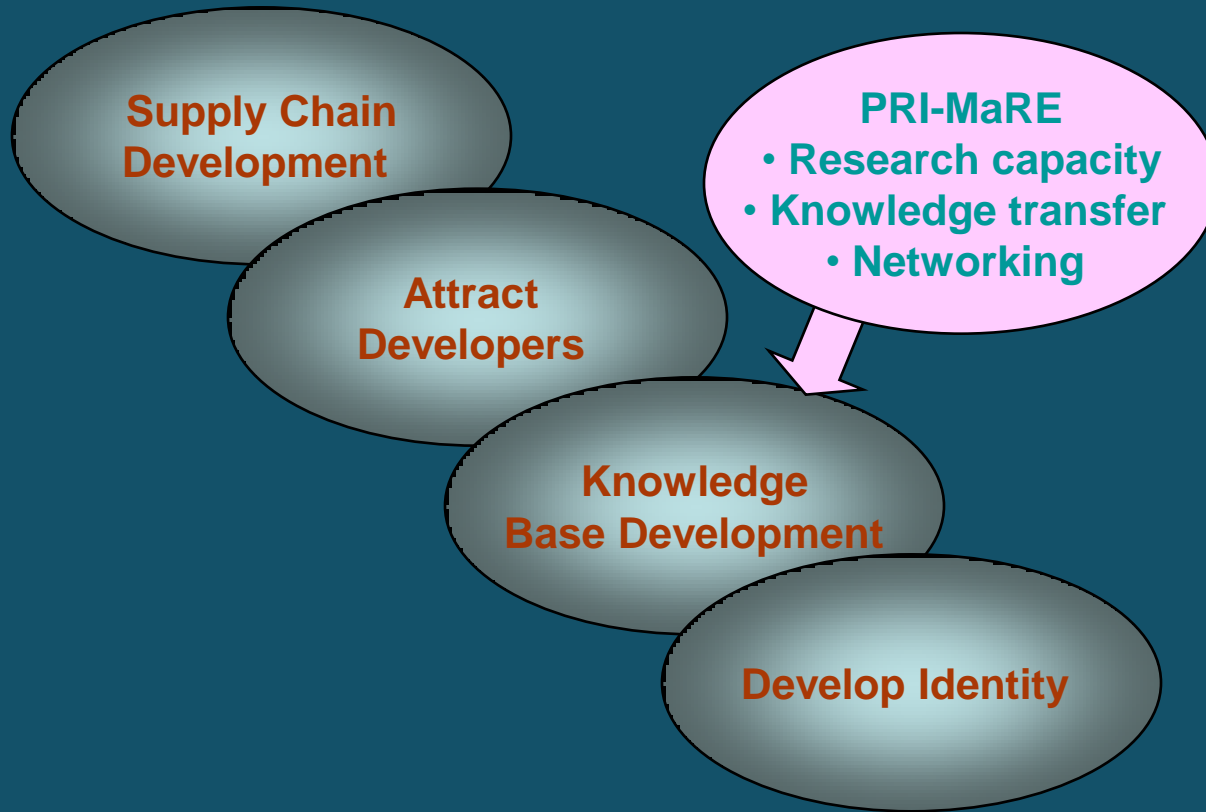 Supply Chain
Development
PRI-MaRE
• Research capacity
• Knowledge transfer
• Networking
Attract
Developers
Knowledge
Base Development
Develop Identity